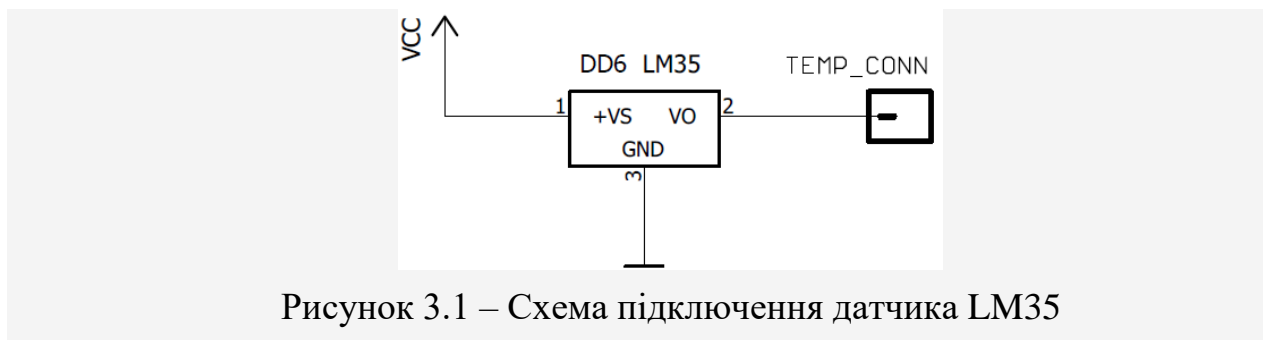 VCC
DD6 LM35
TEMP_CONN
1
+VS
VO
2
GND
3
Рисунок 3.1 – Схема підключення датчика LM35